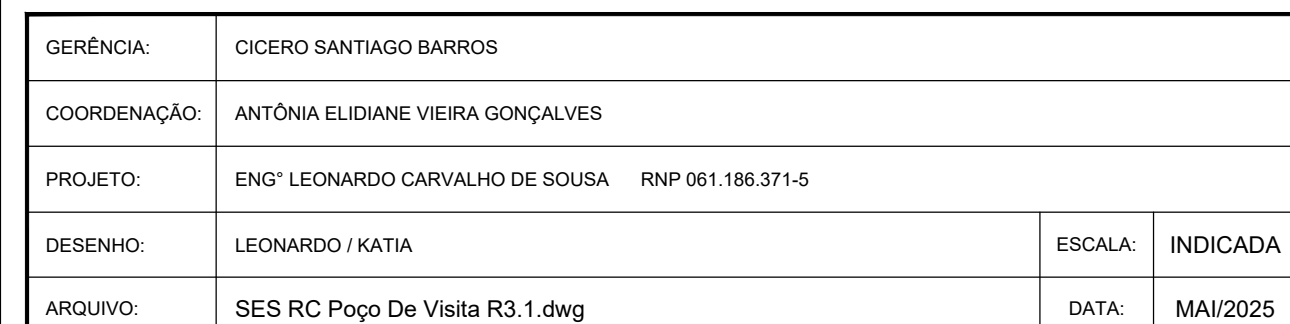 GERÊNCIA: CICERO SANTIAGO BARROS
COORDENAÇÃO: ANTÔNIA ELIDIANE VIEIRA GONÇALVES
PROJETO: ENG° LEONARDO CARVALHO DE SOUSA RNP 061.186.371-5
DESENHO: LEONARDO / KATIA ESCALA: INDICADA
ARQUIVO: SES RC Poço De Visita R3.1.dwg DATA: MAI/2025